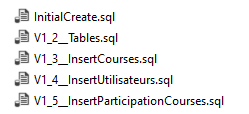 InitialCreate.sql
V1_2__Tables.sql
V1_3__InsertCourses.sql
V1_4__InsertUtilisateurs.sql
V1_5__InsertParticipationCourses.sql